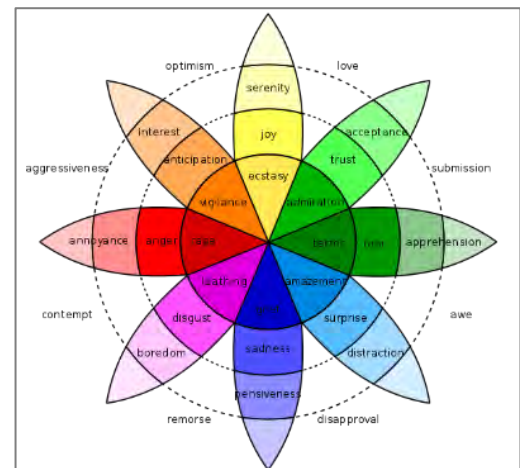 optimism love
serenity
interest acceptance
joy
anticipation trust
aggressiveness submission
ecstasy
vigilance admiration
annoyance anger rage terror fear apprehension
loathing amazement
grief
contempt awe
disgust surprise
sadness
boredom distraction
pensiveness
remorse disapproval